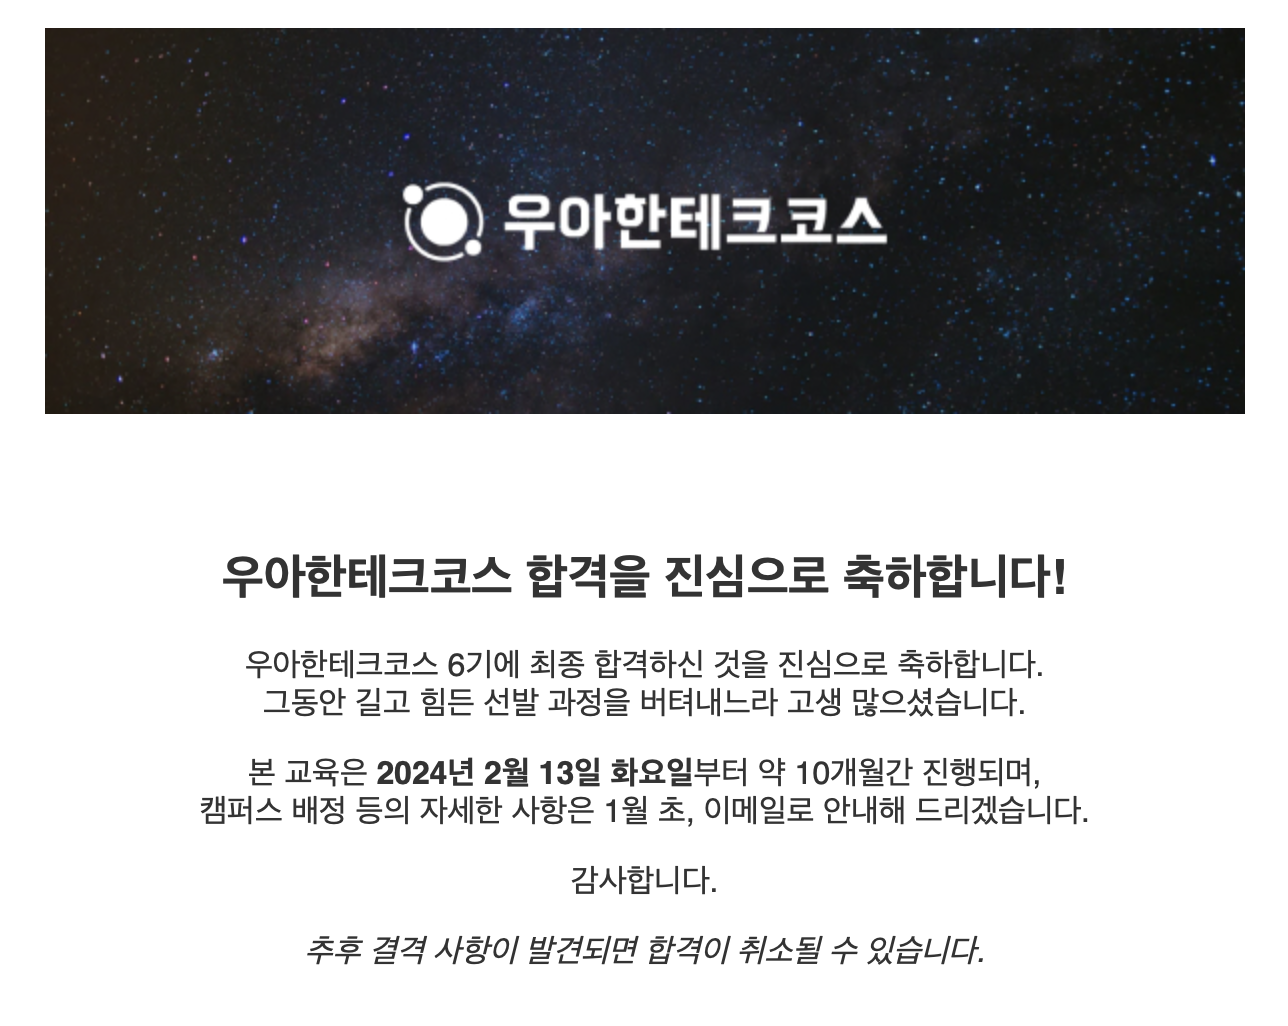 우아한테크코스
우아한테크코스 합격을 진심으로 축하합니다!
우아한테크코스 6기에 최종 합격하신 것을 진심으로 축하합니다.
그동안 길고 힘든 선발 과정을 버텨내느라 고생 많으셨습니다.
본 교육은 2024년 2월 13일 화요일부터 약 10개월간 진행되며,
캠퍼스 배정 등의 자세한 사항은 1월 초, 이메일로 안내해 드리겠습니다.
감사합니다.
추후 결격 사항이 발견되면 합격이 취소될 수 있습니다.